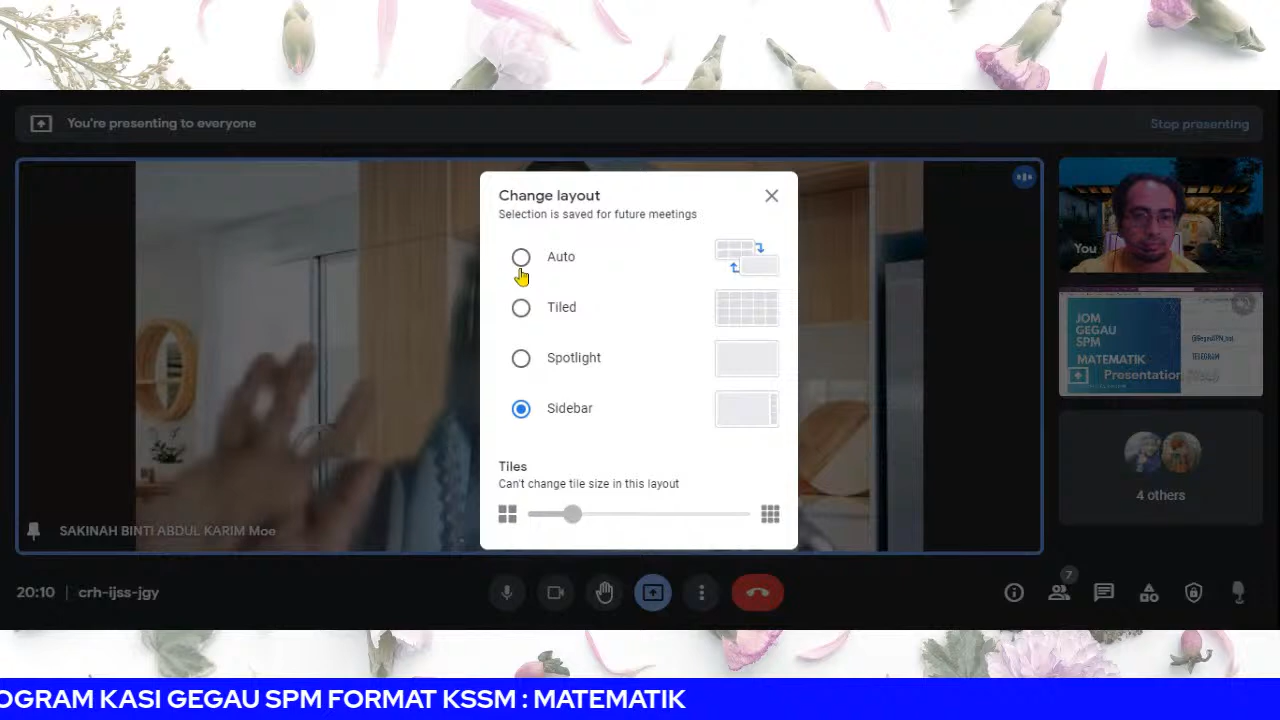 You're presenting to everyone
Stop presenting
Change layout
Selection is saved for future meetings
Auto
Tiled
Spotlight
Sidebar
Tiles
Can't change tile size in this layout
You
JOM
GEGAU
SPM
MATEMATIK
TELEGRAM
Presentation (You)
4 others
SAKINAH BINTI ABDUL KARIM Moe
20:10 | crh-ijss-jgy
7
OGRAM KASI GEGAU SPM FORMAT KSSM : MATEMATIK